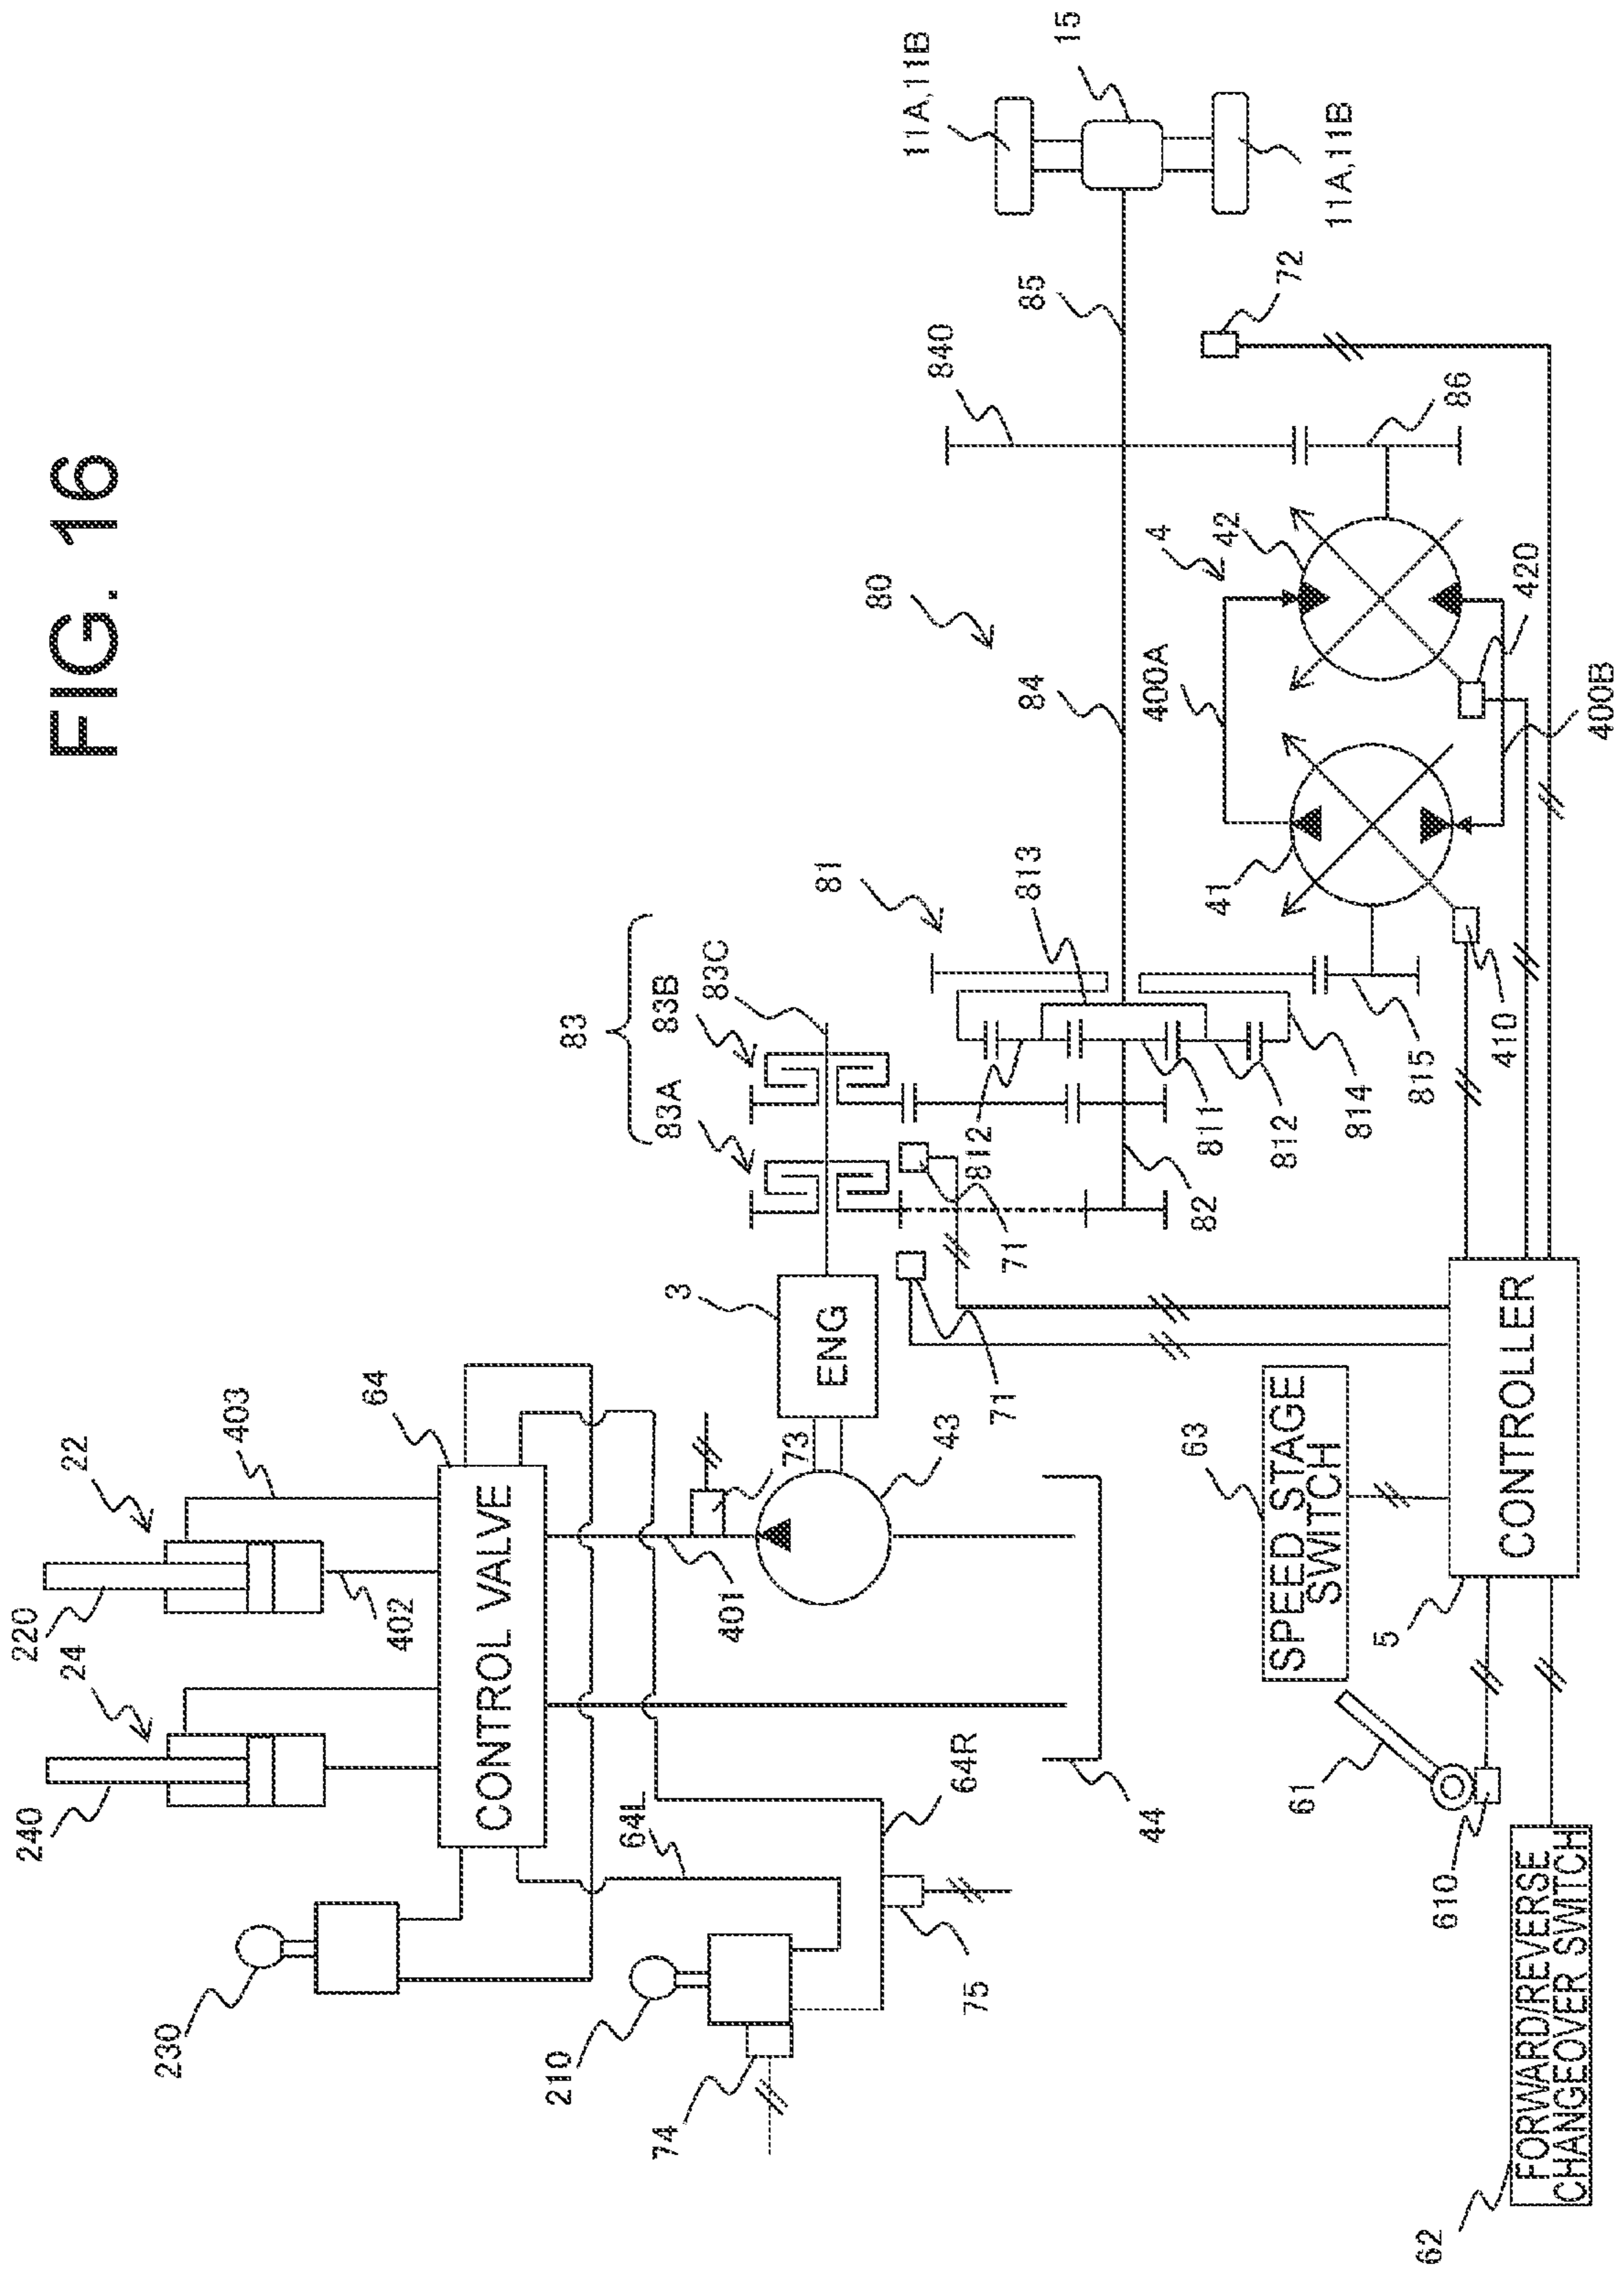 FIG. 16
220
22
403
64
240
24
402
CONTROL VALVE
230
210
74
64L
64R
75
44
401
73
43
3
ENG
83
83A
83B
83C
81
80
840
85
11A,11B
15
11A,11B
84
813
812
811
812
814
815
82
71
71
41
400A
4
42
86
72
410
420
400B
63
SPEED STAGE
SWITCH
5
CONTROLLER
61
610
62
FORWARD/REVERSE
CHANGEOVER SWITCH